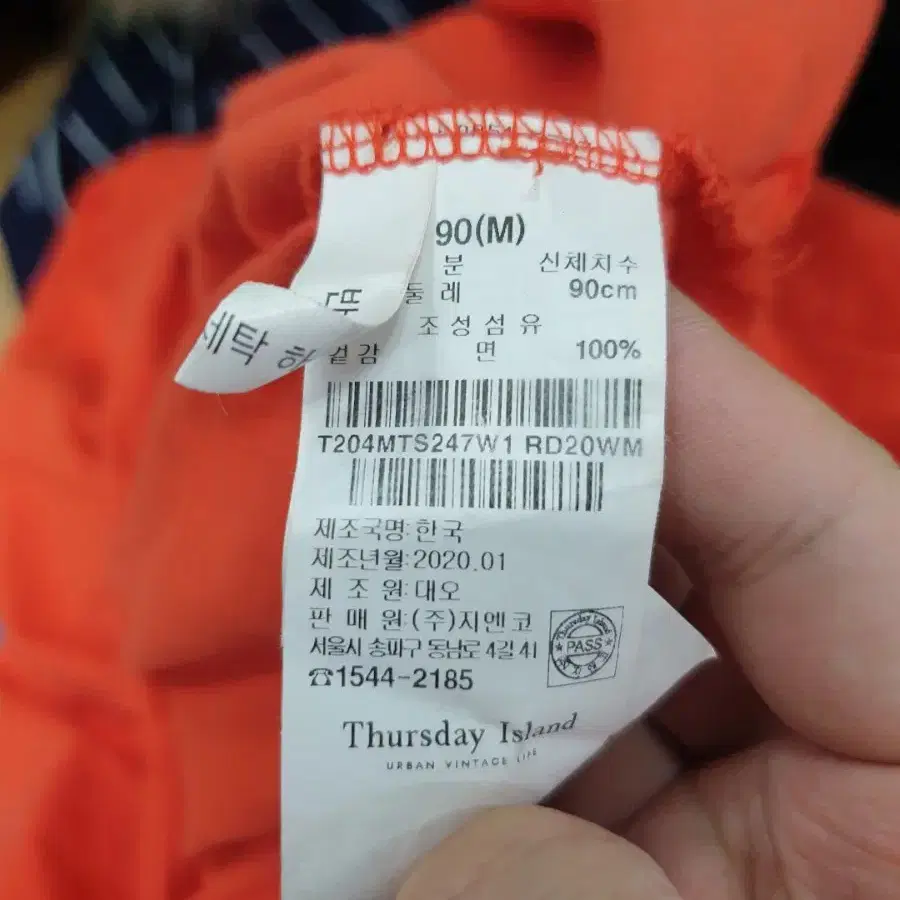 90(M)
분 신체치수
둘레 90cm
조성섬유
겉감 면 100%
세탁
T204MTS247W1 RD20WM
제조국명:한국
제조년월:2020.01
제 조 원:대오
판 매 원:(주)지엔코
서울시 송파구 동남로 4길 41
☎1544-2185
Thursday Island
PASS
Thursday Island
URBAN VINTAGE LIFE